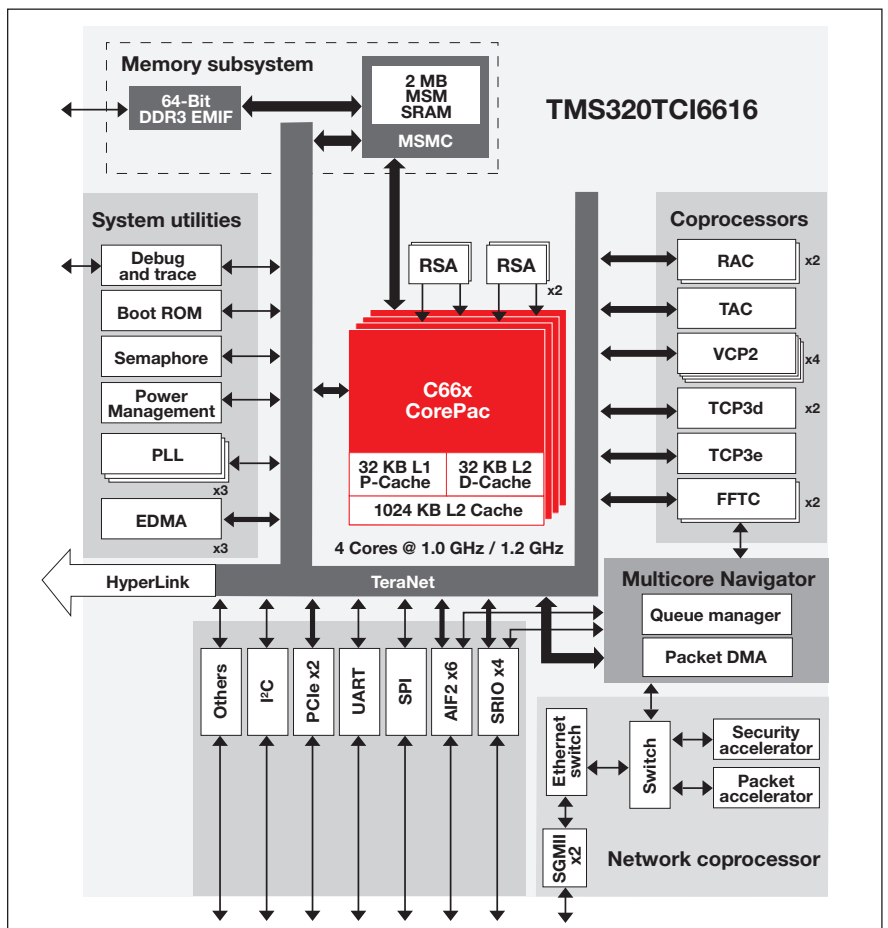 Memory subsystem
64-Bit
DDR3 EMIF
2 MB
MSM
SRAM
MSMC
TMS320TCI6616
System utilities
Debug
and trace
Boot ROM
Semaphore
Power
Management
PLL
x3
EDMA
x3
RSA
RSA
x2
C66x
CorePac
32 KB L1
P-Cache
32 KB L2
D-Cache
1024 KB L2 Cache
4 Cores @ 1.0 GHz / 1.2 GHz
Coprocessors
RAC
x2
TAC
VCP2
x4
TCP3d
x2
TCP3e
FFTC
x2
HyperLink
TeraNet
Multicore Navigator
Queue manager
Packet DMA
Others
I²C
PCIe x2
UART
SPI
AIF2 x6
SRIO x4
Ethernet
switch
Switch
Security
accelerator
Packet
accelerator
SGMII
x2
Network coprocessor